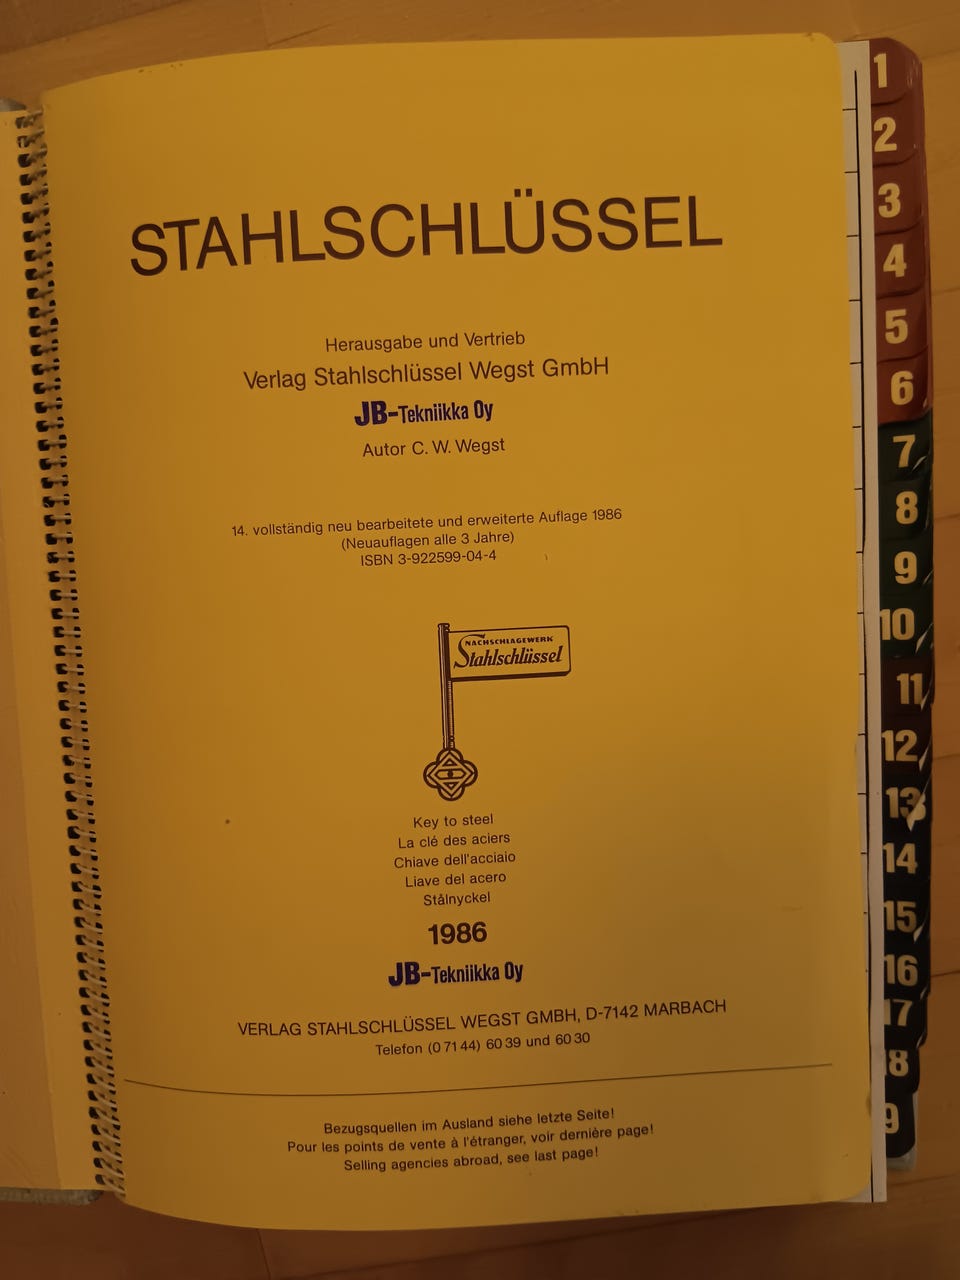 STAHLSCHLÜSSEL
Herausgabe und Vertrieb
Verlag Stahlschlüssel Wegst GmbH
JB-Tekniikka Oy
Autor C. W. Wegst
14. vollständig neu bearbeitete und erweiterte Auflage 1986
(Neuauflagen alle 3 Jahre)
ISBN 3-922599-04-4
NACHSCHLAGEWERK
Stahlschlüssel
Key to steel
La clé des aciers
Chiave dell'acciaio
Liave del acero
Stålnyckel
1986
JB-Tekniikka Oy
VERLAG STAHLSCHLÜSSEL WEGST GMBH, D-7142 MARBACH
Telefon (0 71 44) 60 39 und 60 30
Bezugsquellen im Ausland siehe letzte Seite!
Pour les points de vente à l'étranger, voir dernière page!
Selling agencies abroad, see last page!
1
2
3
4
5
6
7
8
9
10
11
12
13
14
15
16
17
8
9